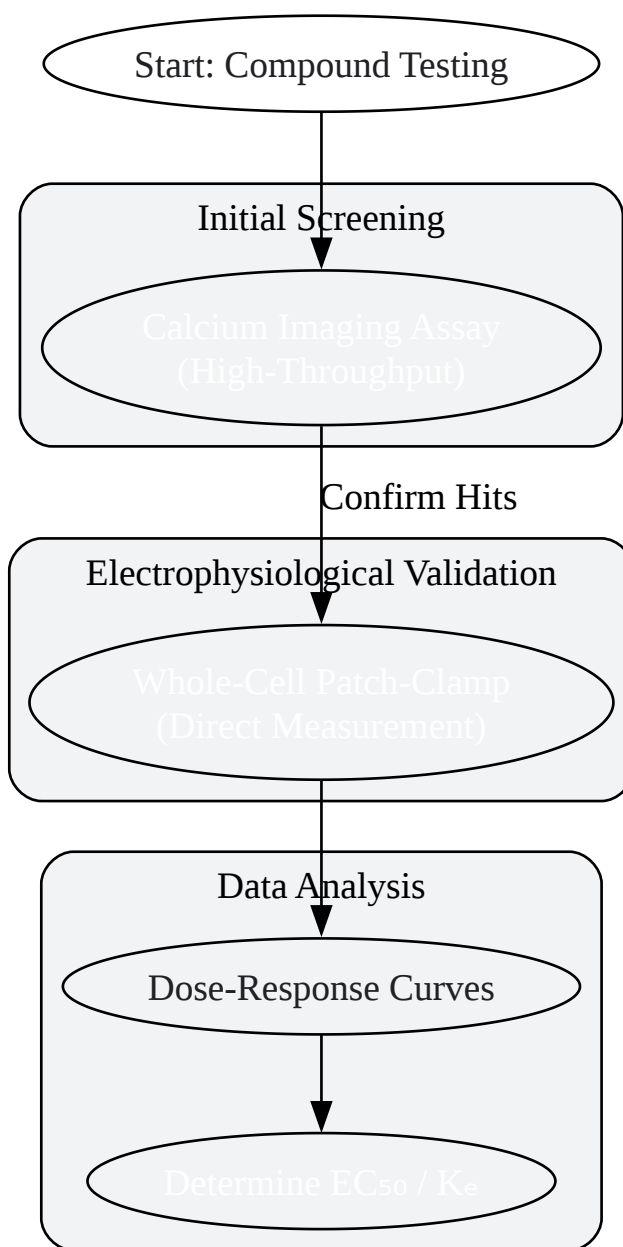 Start: Compound Testing
Initial Screening
Calcium Imaging Assay
(High-Throughput)
Confirm Hits
Electrophysiological Validation
Whole-Cell Patch-Clamp
(Direct Measurement)
Data Analysis
Dose-Response Curves
Determine EC₅₀ / Kₑ